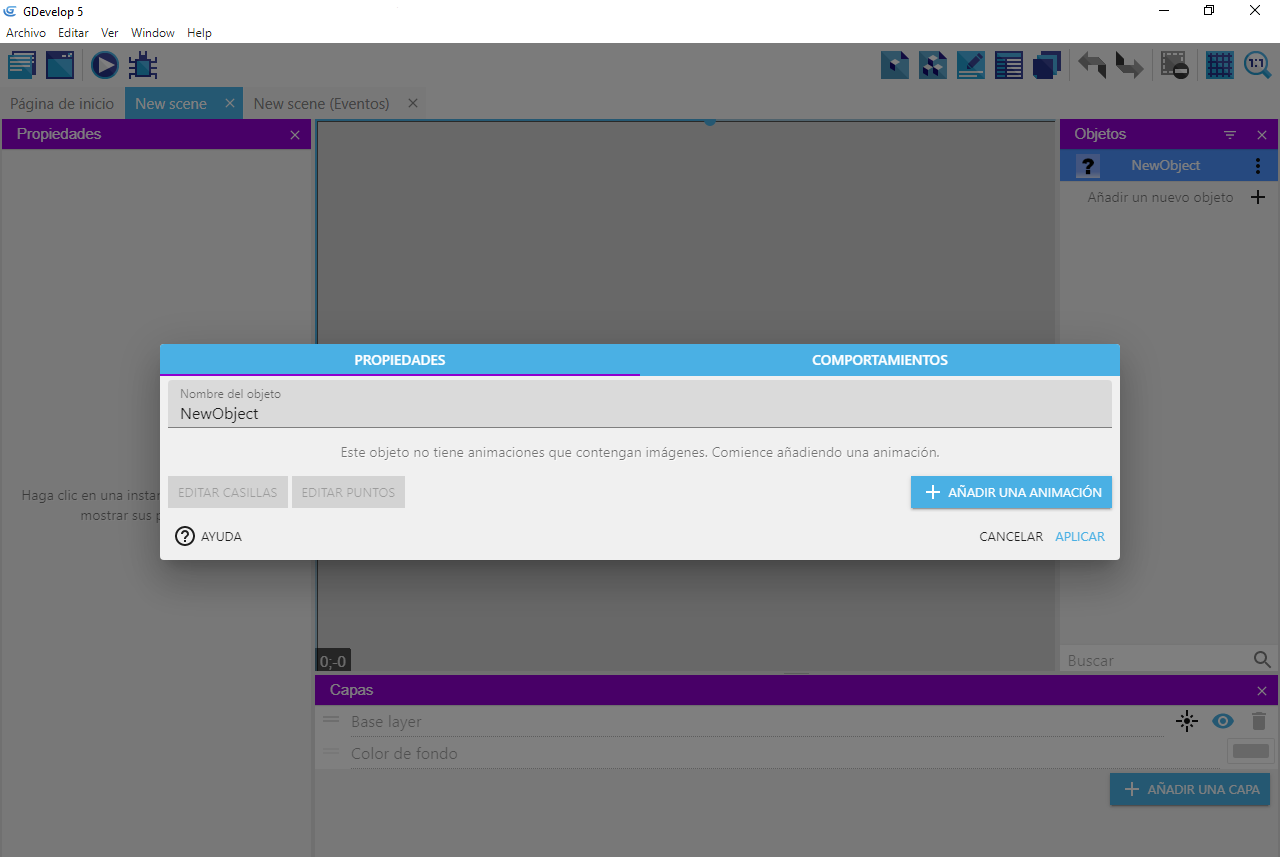 GDevelop 5
Archivo Editar Ver Window Help
1:1
Página de inicio New scene New scene (Eventos)
Propiedades
Objetos
NewObject
Añadir un nuevo objeto
PROPIEDADES COMPORTAMIENTOS
Nombre del objeto
NewObject
Este objeto no tiene animaciones que contengan imágenes. Comience añadiendo una animación.
EDITAR CASILLAS EDITAR PUNTOS AÑADIR UNA ANIMACIÓN
AYUDA CANCELAR APLICAR
Haga clic en una
mostrar sus
0;-0
Buscar
Capas
Base layer
Color de fondo
AÑADIR UNA CAPA